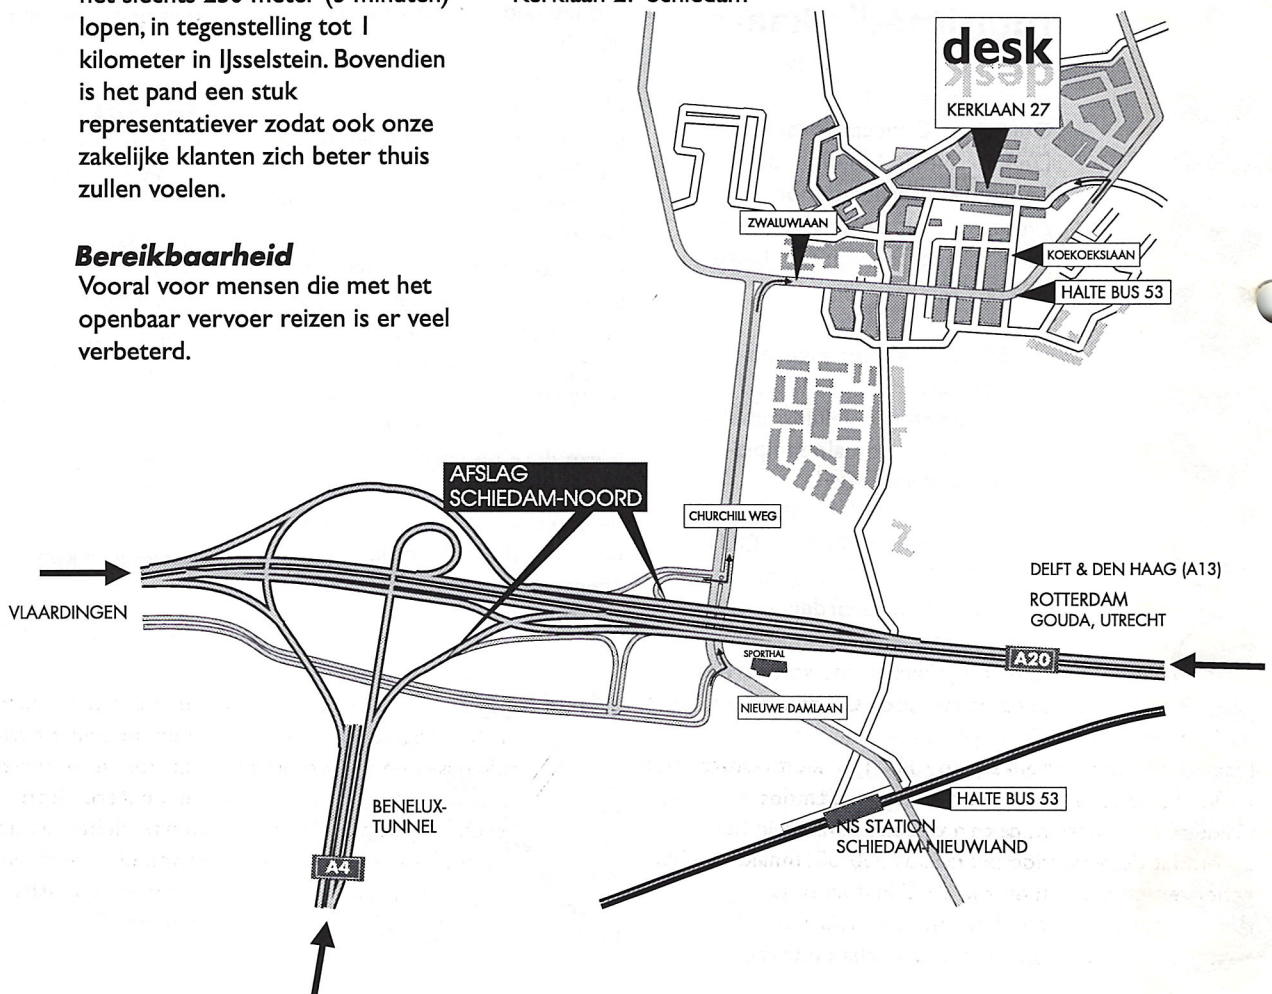 lopen, in tegenstelling tot 1
kilometer in IJsselstein. Bovendien
is het pand een stuk
representatiever zodat ook onze
zakelijke klanten zich beter thuis
zullen voelen.
Bereikbaarheid
Vooral voor mensen die met het
openbaar vervoer reizen is er veel
verbeterd.
desk
desk
KERKLAAN 27
ZWALUWLAAN
KOEKOEKSLAAN
HALTE BUS 53
AFSLAG
SCHIEDAM-NOORD
CHURCHILL WEG
Z
DELFT & DEN HAAG (A13)
ROTTERDAM
GOUDA, UTRECHT
VLAARDINGEN
SPORTHAL
A20
NIEUWE DAMLAAN
BENELUX-
TUNNEL
HALTE BUS 53
NS STATION
SCHIEDAM-NIEUWLAND
A4